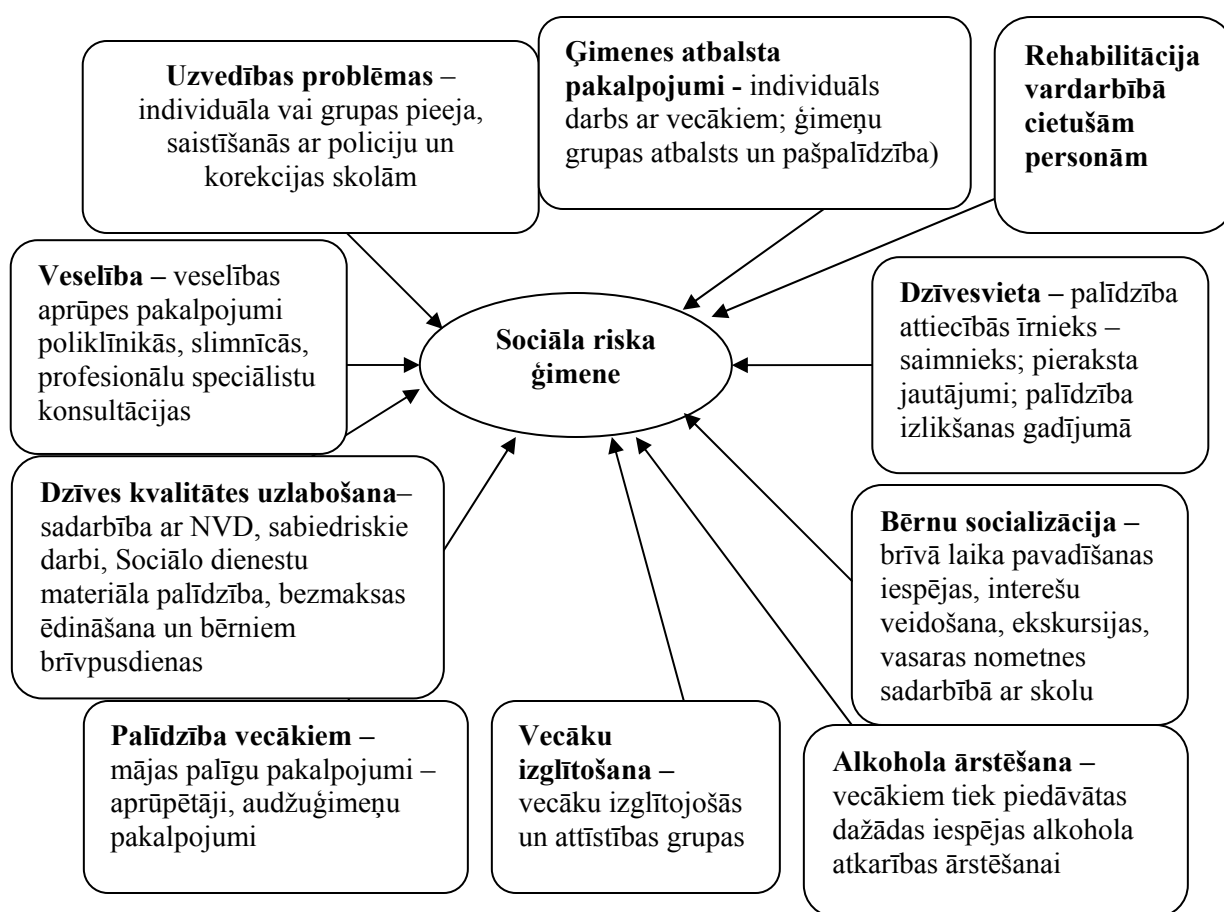 Uzvedības problēmas –
individuāla vai grupas pieeja,
saistīšanās ar policiju un
korekcijas skolām
Ģimenes atbalsta
pakalpojumi - individuāls
darbs ar vecākiem; ģimeņu
grupas atbalsts un pašpalīdzība)
Rehabilitācija
vardarbībā
cietušām
personām
Veselība – veselības
aprūpes pakalpojumi
poliklīnikās, slimnīcās,
profesionālu speciālistu
konsultācijas
Sociāla riska
ģimene
Dzīvesvieta – palīdzība
attiecībās īrnieks –
saimnieks; pieraksta
jautājumi; palīdzība
izlikšanas gadījumā
Dzīves kvalitātes uzlabošana–
sadarbība ar NVD, sabiedriskie
darbi, Sociālo dienestu
materiāla palīdzība, bezmaksas
ēdināšana un bērniem
brīvpusdienas
Bērnu socializācija –
brīvā laika pavadīšanas
iespējas, interešu
veidošana, ekskursijas,
vasaras nometnes
sadarbībā ar skolu
Palīdzība vecākiem –
mājas palīgu pakalpojumi –
aprūpētāji, audžuģimeņu
pakalpojumi
Vecāku
izglītošana –
vecāku izglītojošās
un attīstības grupas
Alkohola ārstēšana –
vecākiem tiek piedāvātas
dažādas iespējas alkohola
atkarības ārstēšanai